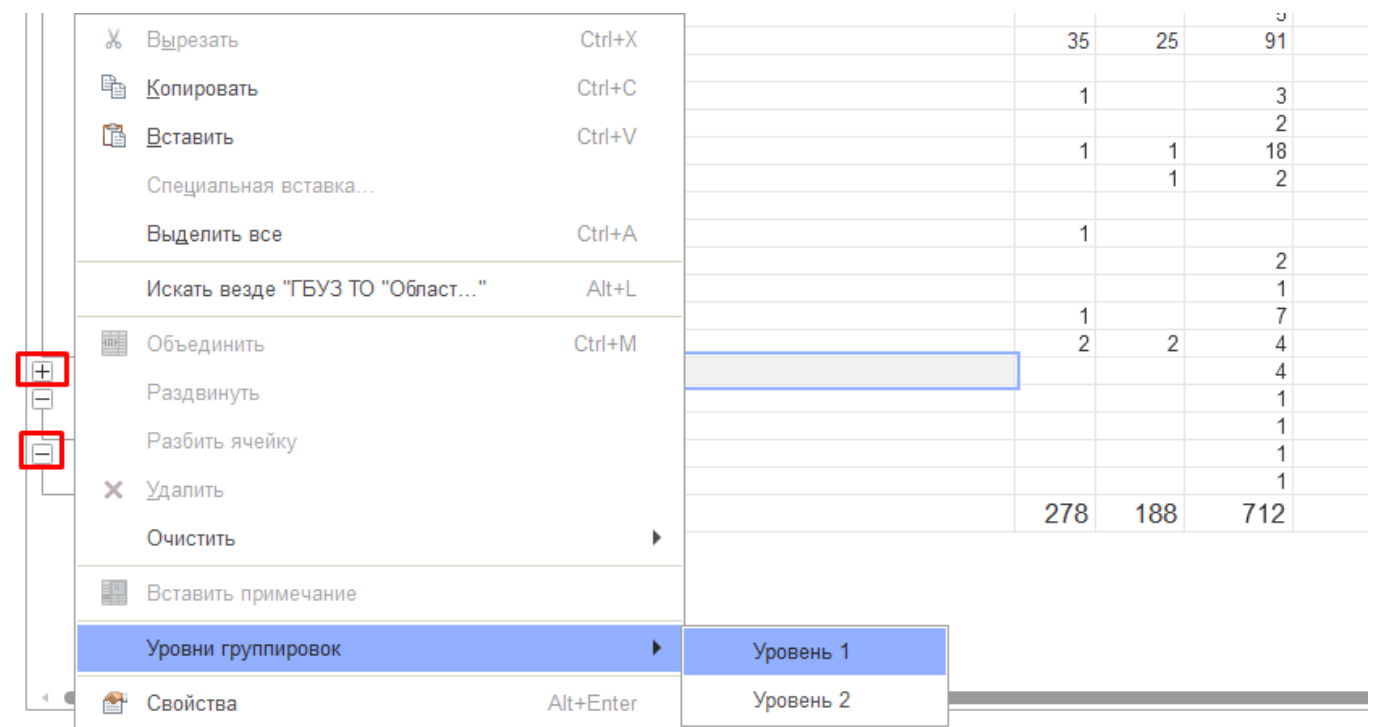 5
Вырезать Ctrl+X 35 25 91
Копировать Ctrl+C 1 3
2
Вставить Ctrl+V 1 1 18
Специальная вставка... 1 2
Выделить все Ctrl+A 1
2
Искать везде "ГБУЗ ТО "Област..." Alt+L 1
1 7
Объединить Ctrl+M 2 2 4
4
Раздвинуть 1
1
Разбить ячейку 1
Удалить 1
278 188 712
Очистить
Вставить примечание
Уровни группировок Уровень 1
Свойства Alt+Enter Уровень 2